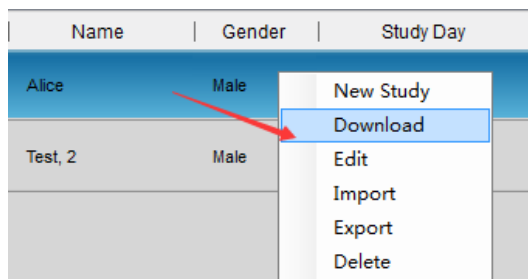 Name | Gender | Study Day
Alice Male New Study
Download
Test, 2 Male Edit
Import
Export
Delete